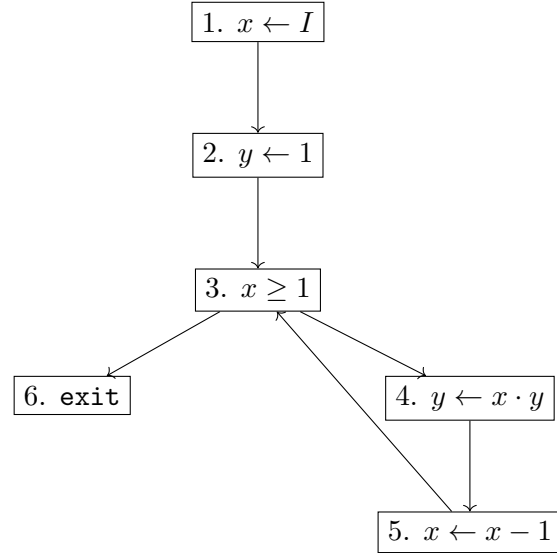 1. x ← I
2. y ← 1
3. x ≥ 1
6. exit
4. y ← x · y
5. x ← x − 1